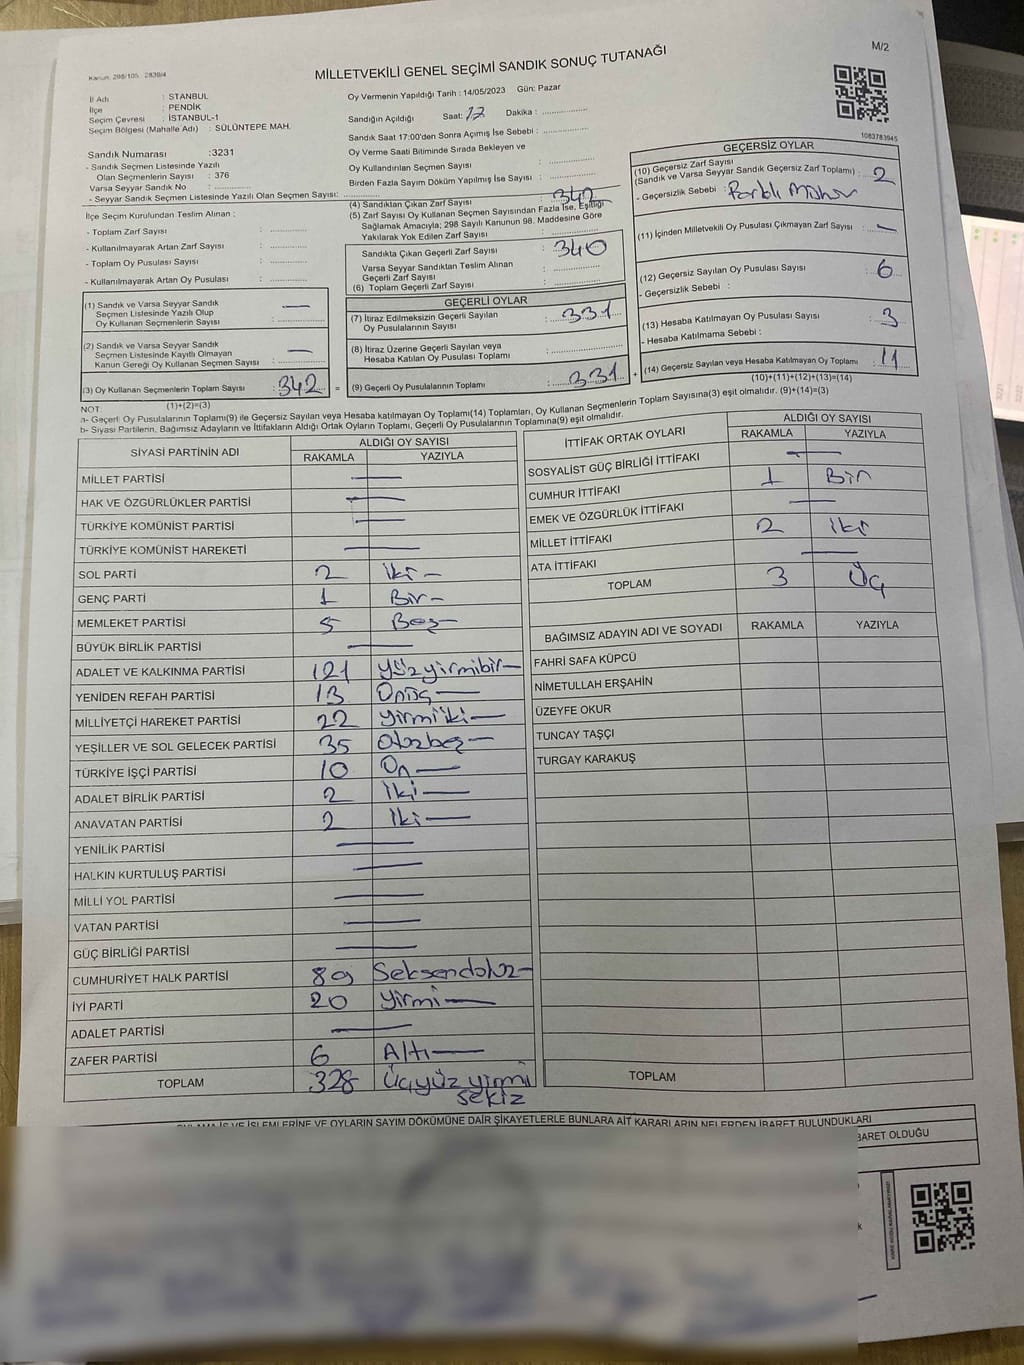 Kanun: 298/105 : 2839/4
M/2
MİLLETVEKİLİ GENEL SEÇİMİ SANDIK SONUÇ TUTANAĞI
İl Adı : STANBUL
İlçe : PENDİK
Seçim Çevresi : İSTANBUL-1
Seçim Bölgesi (Mahalle Adı) : SÜLÜNTEPE MAH.
Sandık Numarası :3231
- Sandık Seçmen Listesinde Yazılı
Olan Seçmenlerin Sayısı : 376
Varsa Seyyar Sandık No :
- Seyyar Sandık Seçmen Listesinde Yazılı Olan Seçmen Sayısı:
İlçe Seçim Kurulundan Teslim Alınan ;
- Toplam Zarf Sayısı :
- Kullanılmayarak Artan Zarf Sayısı :
- Toplam Oy Pusulası Sayısı :
- Kullanılmayarak Artan Oy Pusulası :
(1) Sandık ve Varsa Seyyar Sandık
Seçmen Listesinde Yazılı Olup
Oy Kullanan Seçmenlerin Sayısı : —
(2) Sandık ve Varsa Seyyar Sandık
Seçmen Listesinde Kayıtlı Olmayan
Kanun Gereği Oy Kullanan Seçmen Sayısı : —
(3) Oy Kullanan Seçmenlerin Toplam Sayısı : 342 =
(1)+(2)=(3)
Oy Vermenin Yapıldığı Tarih : 14/05/2023 Gün: Pazar
Sandığın Açıldığı Saat: 17 Dakika :
Sandık Saat 17:00'den Sonra Açımış İse Sebebi :
Oy Verme Saati Bitiminde Sırada Bekleyen ve
Oy Kullandırılan Seçmen Sayısı :
Birden Fazla Sayım Döküm Yapılmış İse Sayısı :
(4) Sandıktan Çıkan Zarf Sayısı : 342
(5) Zarf Sayısı Oy Kullanan Seçmen Sayısından Fazla İse, Eşitliği
Sağlamak Amacıyla; 298 Sayılı Kanunun 98. Maddesine Göre
Yakılarak Yok Edilen Zarf Sayısı :
Sandıkta Çıkan Geçerli Zarf Sayısı : 340
Varsa Seyyar Sandıktan Teslim Alınan
Geçerli Zarf Sayısı :
(6) Toplam Geçerli Zarf Sayısı :
GEÇERLİ OYLAR
(7) İtiraz Edilmeksizin Geçerli Sayılan
Oy Pusulalarının Sayısı : 331
(8) İtiraz Üzerine Geçerli Sayılan veya
Hesaba Katılan Oy Pusulası Toplamı :
(9) Geçerli Oy Pusulalarının Toplamı : 331 +
1083783945
GEÇERSİZ OYLAR
(10) Geçersiz Zarf Sayısı
(Sandık ve Varsa Seyyar Sandık Geçersiz Zarf Toplamı) : 2
- Geçersizlik Sebebi : Farklı Mühür
(11) İçinden Milletvekili Oy Pusulası Çıkmayan Zarf Sayısı : —
(12) Geçersiz Sayılan Oy Pusulası Sayısı : 6
- Geçersizlik Sebebi :
(13) Hesaba Katılmayan Oy Pusulası Sayısı : 3
- Hesaba Katılmama Sebebi :
(14) Geçersiz Sayılan veya Hesaba Katılmayan Oy Toplamı : 11
(10)+(11)+(12)+(13)=(14)
NOT:
a- Geçerli Oy Pusulalarının Toplamı(9) ile Geçersiz Sayılan veya Hesaba katılmayan Oy Toplamı(14) Toplamları, Oy Kullanan Seçmenlerin Toplam Sayısına(3) eşit olmalıdır. (9)+(14)=(3)
b- Siyasi Partilerin, Bağımsız Adayların ve İttifakların Aldığı Ortak Oyların Toplamı, Geçerli Oy Pusulalarının Toplamına(9) eşit olmalıdır.
SİYASİ PARTİNİN ADI ALDIĞI OY SAYISI
RAKAMLA YAZIYLA
MİLLET PARTİSİ —
HAK VE ÖZGÜRLÜKLER PARTİSİ —
TÜRKİYE KOMÜNİST PARTİSİ —
TÜRKİYE KOMÜNİST HAREKETİ —
SOL PARTİ 2 iki —
GENÇ PARTİ 1 Bir —
MEMLEKET PARTİSİ 5 Beş —
BÜYÜK BİRLİK PARTİSİ —
ADALET VE KALKINMA PARTİSİ 121 yüzyirmibir —
YENİDEN REFAH PARTİSİ 13 Onüç —
MİLLİYETÇİ HAREKET PARTİSİ 22 yirmiiki —
YEŞİLLER VE SOL GELECEK PARTİSİ 35 Otuzbeş —
TÜRKİYE İŞÇİ PARTİSİ 10 On —
ADALET BİRLİK PARTİSİ 2 iki —
ANAVATAN PARTİSİ 2 iki —
YENİLİK PARTİSİ —
HALKIN KURTULUŞ PARTİSİ —
MİLLİ YOL PARTİSİ —
VATAN PARTİSİ —
GÜÇ BİRLİĞİ PARTİSİ —
CUMHURİYET HALK PARTİSİ 89 Seksendokuz —
İYİ PARTİ 20 yirmi —
ADALET PARTİSİ —
ZAFER PARTİSİ 6 Altı —
TOPLAM 328 Üçyüz yirmi
sekiz
İTTİFAK ORTAK OYLARI ALDIĞI OY SAYISI
RAKAMLA YAZIYLA
SOSYALİST GÜÇ BİRLİĞİ İTTİFAKI —
CUMHUR İTTİFAKI 1 Bir
EMEK VE ÖZGÜRLÜK İTTİFAKI —
MİLLET İTTİFAKI 2 iki
ATA İTTİFAKI —
TOPLAM 3 Üç
BAĞIMSIZ ADAYIN ADI VE SOYADI RAKAMLA YAZIYLA
FAHRİ SAFA KÜPCÜ
NİMETULLAH ERŞAHİN
ÜZEYFE OKUR
TUNCAY TAŞÇI
TURGAY KARAKUŞ
TOPLAM
İŞLEMLERİNE VE OYLARIN SAYIM DÖKÜMÜNE DAİR ŞİKAYETLERLE BUNLARA AİT KARARLARIN NELERDEN İBARET BULUNDUKLARI
BARET OLDUĞU